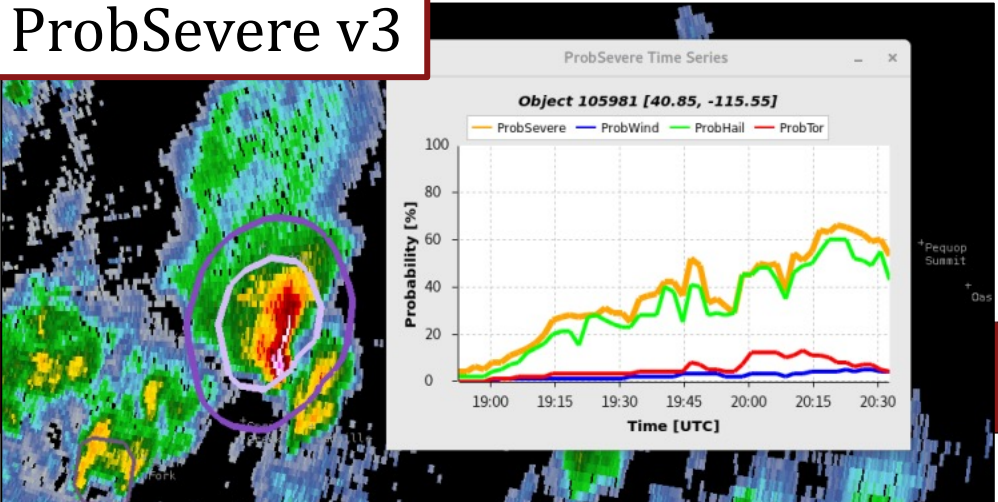 ProbSevere v3
ProbSevere Time Series
Object 105981 [40.85, -115.55]
ProbSevere ProbWind ProbHail ProbTor
100
80
60
40
20
0
Probability [%]
19:00 19:15 19:30 19:45 20:00 20:15 20:30
Time [UTC]
Pequop
Summit
Oas
Fork